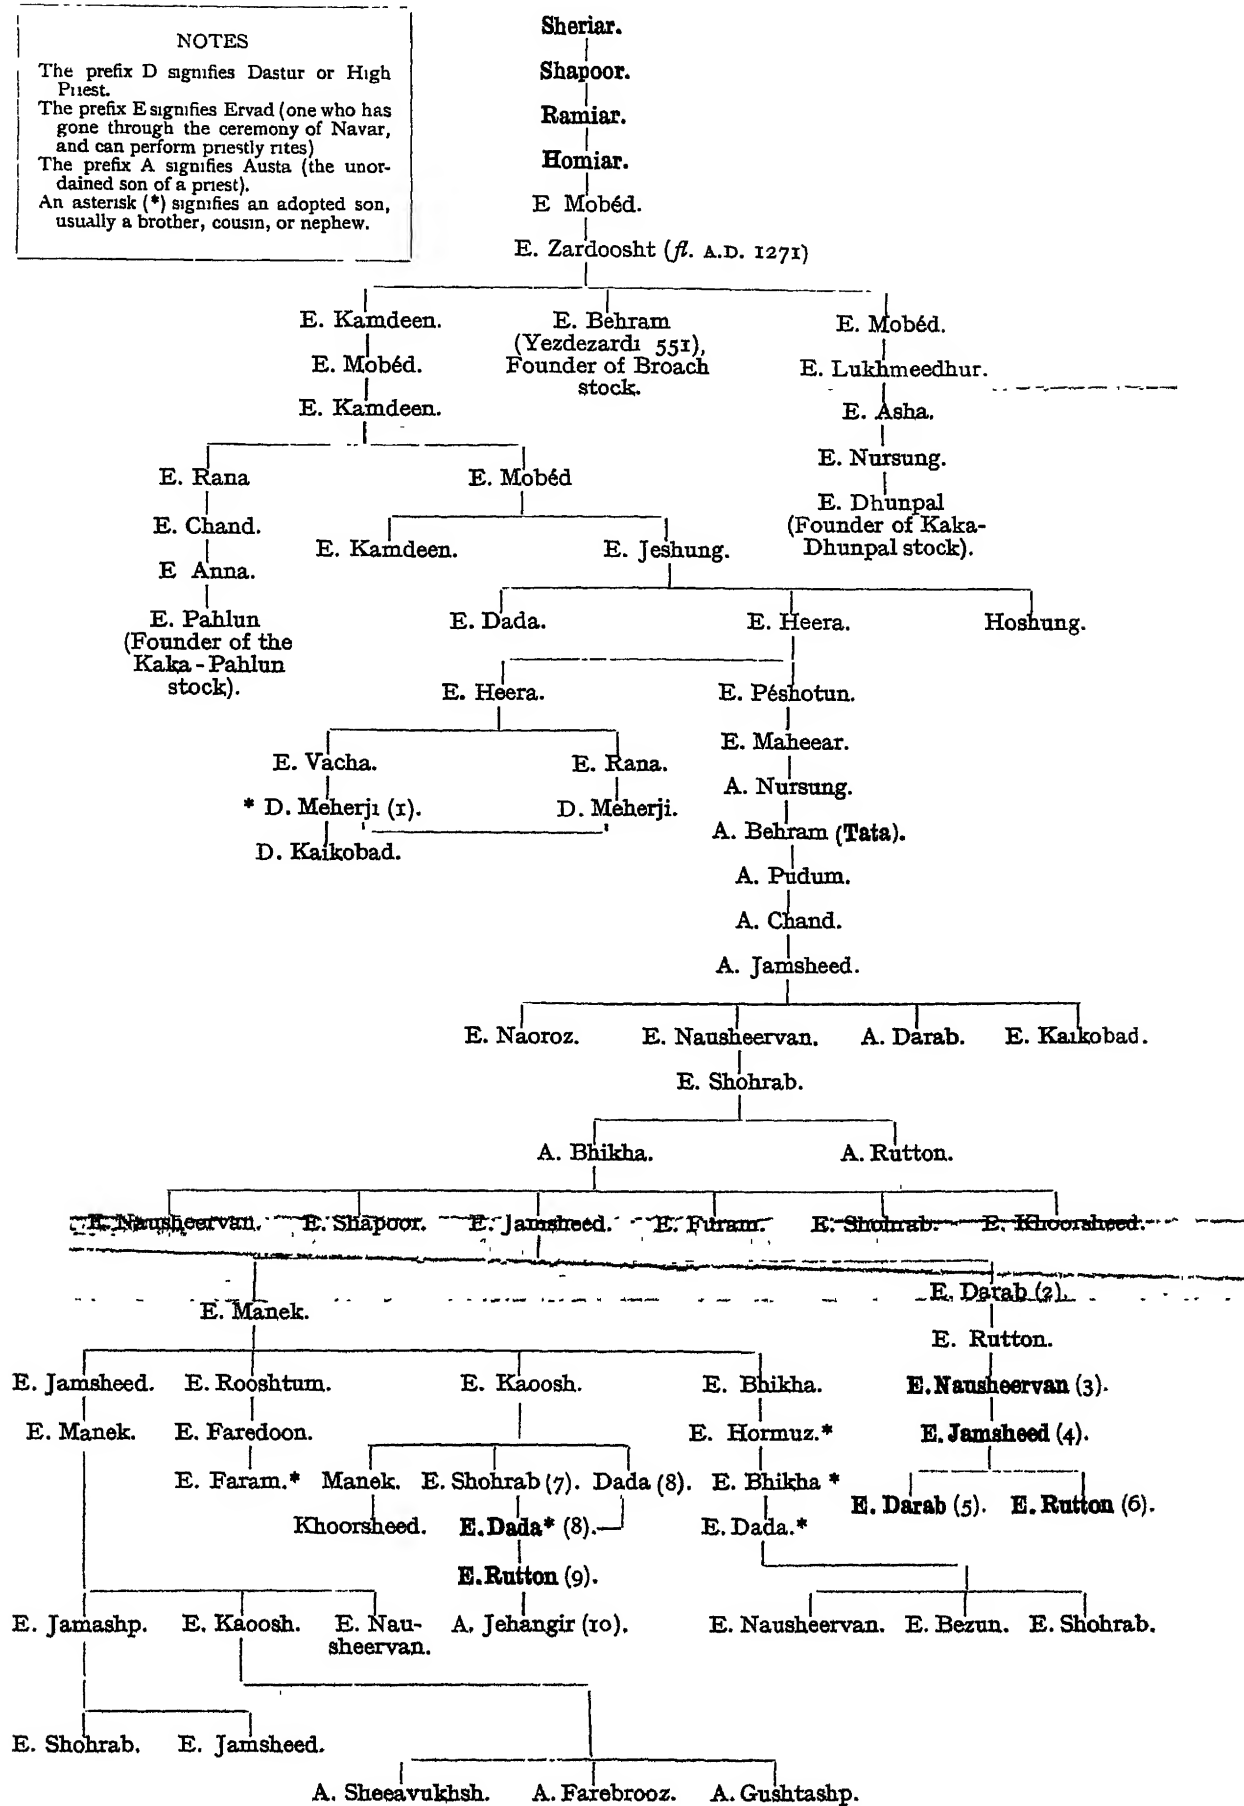 NOTES
The prefix D signifies Dastur or High
Priest.
The prefix E signifies Ervad (one who has
gone through the ceremony of Navar,
and can perform priestly rites)
The prefix A signifies Austa (the unor-
dained son of a priest).
An asterisk (*) signifies an adopted son,
usually a brother, cousin, or nephew.
Sheriar.
Shapoor.
Ramiar.
Homiar.
E Mobéd.
E. Zardoosht (fl. A.D. 1271)
E. Kamdeen. E. Behram E. Mobéd.
(Yezdezardi 551),
E. Mobéd. Founder of Broach E. Lukhmeedhur.
stock.
E. Kamdeen. E. Asha.
E. Nursung.
E. Rana E. Mobéd
E. Dhunpal
E. Chand. (Founder of Kaka-
E. Kamdeen. E. Jeshung. Dhunpal stock).
E Anna.
E. Pahlun E. Dada. E. Heera. Hoshung.
(Founder of the
Kaka-Pahlun
stock).
E. Heera. E. Péshotun.
E. Maheear.
E. Vacha. E. Rana.
A. Nursung.
* D. Meherji (1). D. Meherji.
A. Behram (Tata).
D. Kaikobad.
A. Pudum.
A. Chand.
A. Jamsheed.
E. Naoroz. E. Nausheervan. A. Darab. E. Kaikobad.
E. Shohrab.
A. Bhikha. A. Rutton.
E. Nausheervan. E. Shapoor. E. Jamsheed. E. Furam. E. Shohrab. E. Khoorsheed.
E. Darab (2).
E. Manek.
E. Rutton.
E. Jamsheed. E. Rooshtum. E. Kaoosh. E. Bhikha. E. Nausheervan (3).
E. Manek. E. Faredoon. E. Hormuz.* E. Jamsheed (4).
E. Faram.* Manek. E. Shohrab (7). Dada (8). E. Bhikha *
E. Darab (5). E. Rutton (6).
Khoorsheed. E. Dada* (8). E. Dada.*
E. Rutton (9).
E. Jamashp. E. Kaoosh. E. Nau- A. Jehangir (10). E. Nausheervan. E. Bezun. E. Shohrab.
sheervan.
E. Shohrab. E. Jamsheed.
A. Sheeavukhsh. A. Farebrooz. A. Gushtashp.